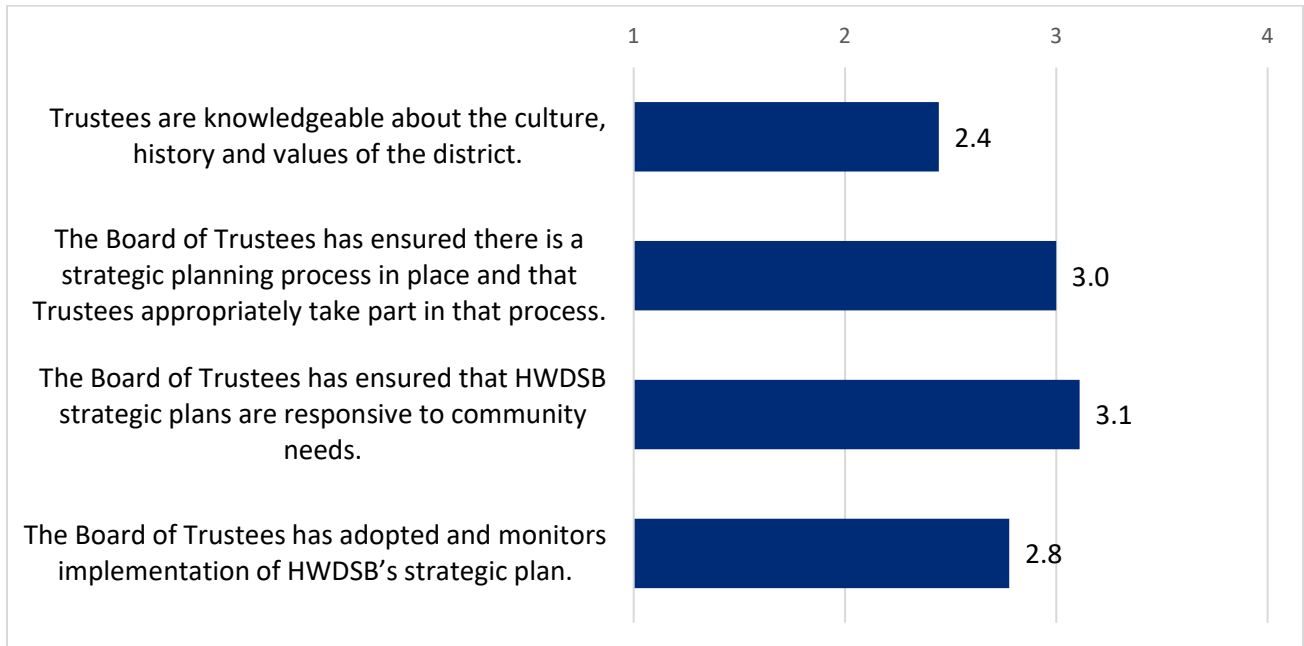 1 2 3 4
Trustees are knowledgeable about the culture,
history and values of the district.
2.4
The Board of Trustees has ensured there is a
strategic planning process in place and that
Trustees appropriately take part in that process.
3.0
The Board of Trustees has ensured that HWDSB
strategic plans are responsive to community
needs.
3.1
The Board of Trustees has adopted and monitors
implementation of HWDSB’s strategic plan.
2.8